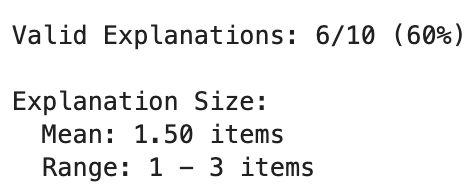 Valid Explanations: 6/10 (60%)
Explanation Size:
Mean: 1.50 items
Range: 1 – 3 items